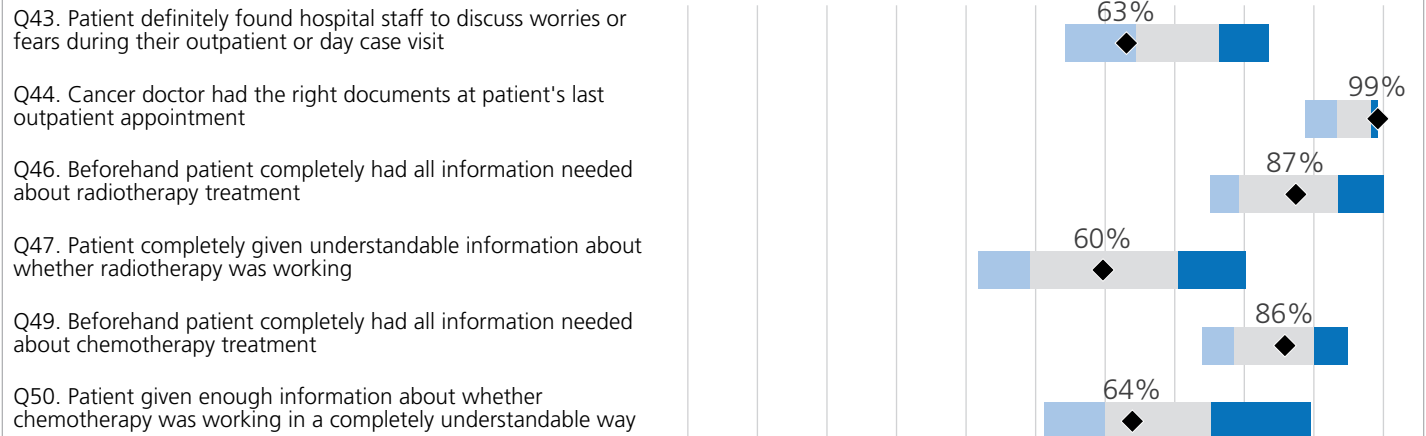 Q43. Patient definitely found hospital staff to discuss worries or
fears during their outpatient or day case visit
63%
Q44. Cancer doctor had the right documents at patient's last
outpatient appointment
99%
Q46. Beforehand patient completely had all information needed
about radiotherapy treatment
87%
Q47. Patient completely given understandable information about
whether radiotherapy was working
60%
Q49. Beforehand patient completely had all information needed
about chemotherapy treatment
86%
Q50. Patient given enough information about whether
chemotherapy was working in a completely understandable way
64%